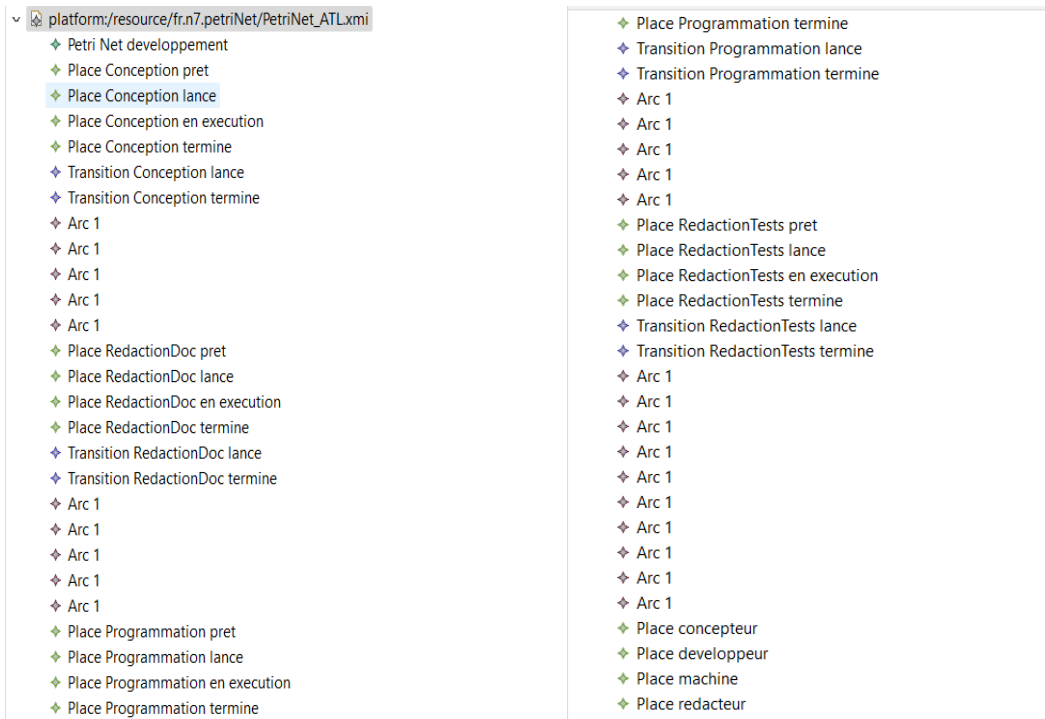 platform:/resource/fr.n7.petriNet/PetriNet_ATL.xmi
Petri Net developpement
Place Conception pret
Place Conception lance
Place Conception en execution
Place Conception termine
Transition Conception lance
Transition Conception termine
Arc 1
Arc 1
Arc 1
Arc 1
Arc 1
Place RedactionDoc pret
Place RedactionDoc lance
Place RedactionDoc en execution
Place RedactionDoc termine
Transition RedactionDoc lance
Transition RedactionDoc termine
Arc 1
Arc 1
Arc 1
Arc 1
Arc 1
Place Programmation pret
Place Programmation lance
Place Programmation en execution
Place Programmation termine
Place Programmation termine
Transition Programmation lance
Transition Programmation termine
Arc 1
Arc 1
Arc 1
Arc 1
Arc 1
Place RedactionTests pret
Place RedactionTests lance
Place RedactionTests en execution
Place RedactionTests termine
Transition RedactionTests lance
Transition RedactionTests termine
Arc 1
Arc 1
Arc 1
Arc 1
Arc 1
Arc 1
Arc 1
Arc 1
Arc 1
Arc 1
Place concepteur
Place developpeur
Place machine
Place redacteur